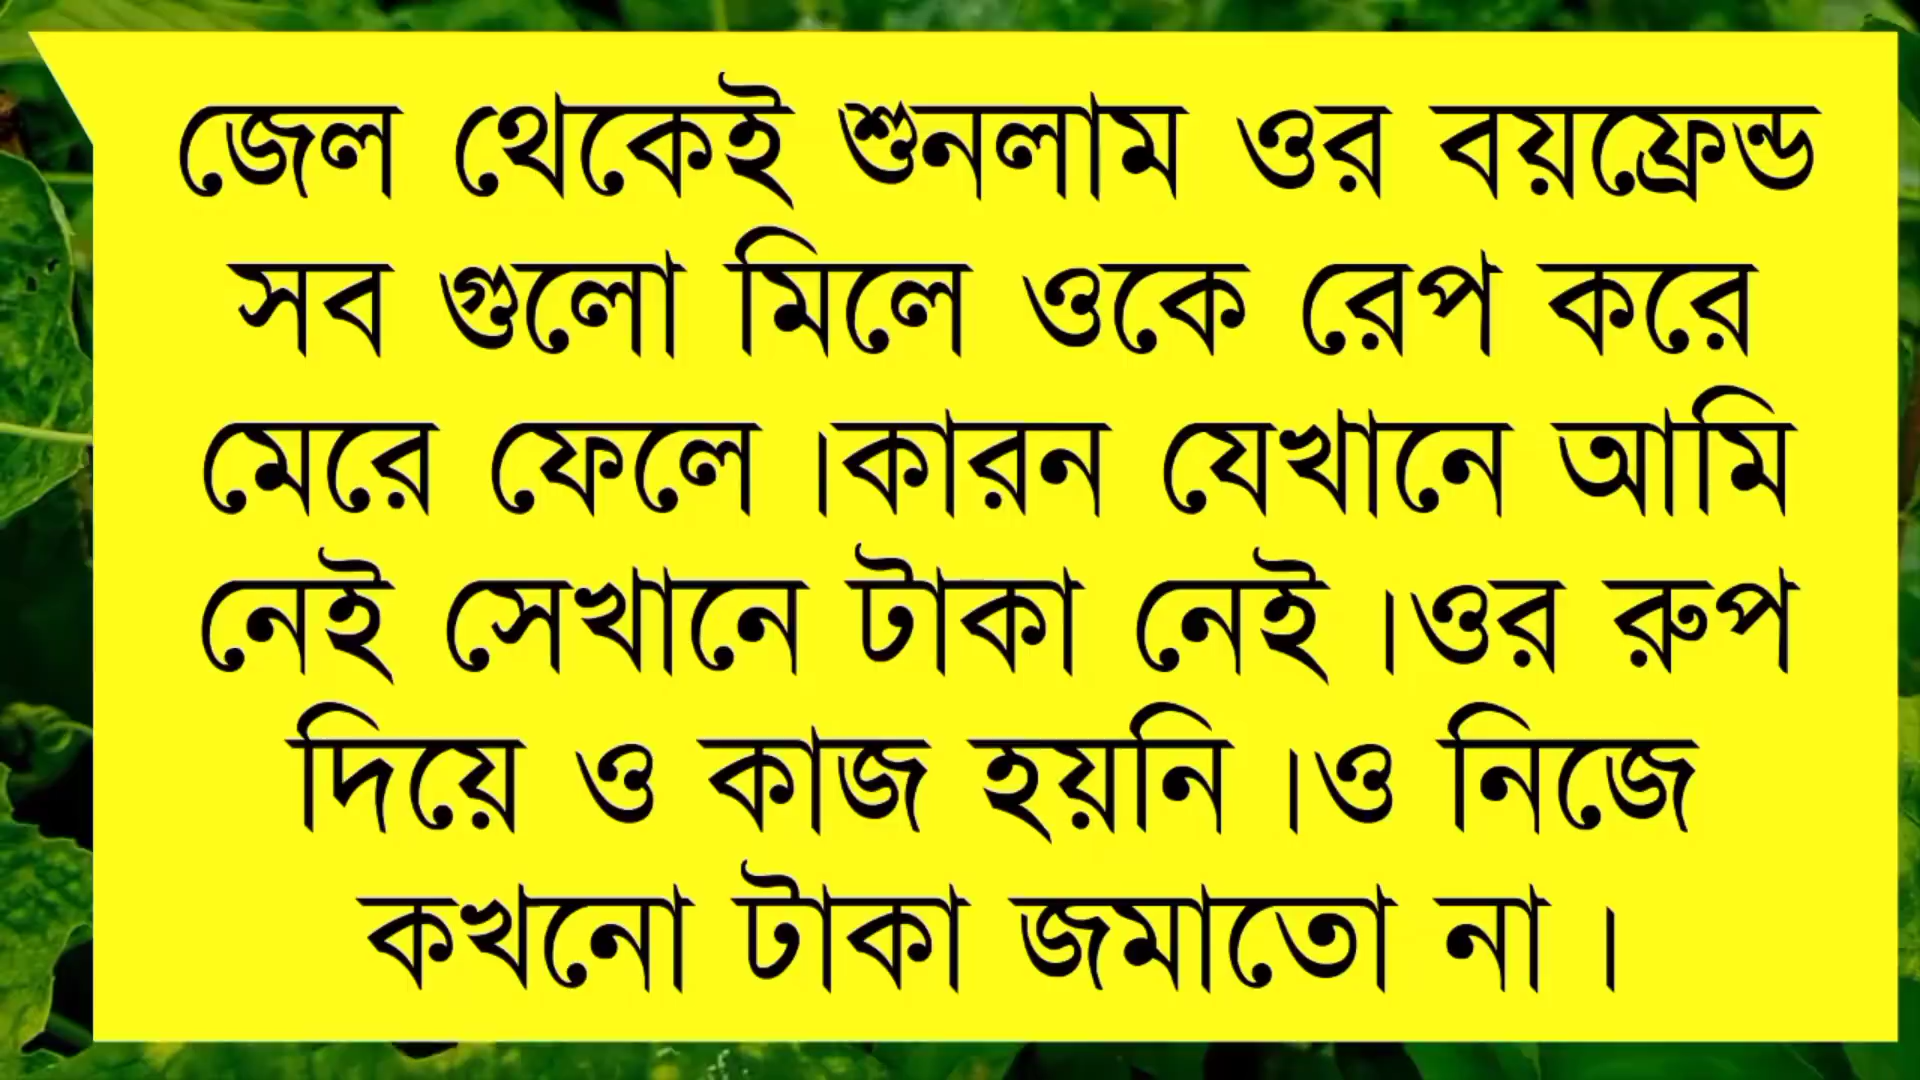 জেল থেকেই শুনলাম ওর বয়ফ্রেন্ড
সব গুলো মিলে ওকে রেপ করে
মেরে ফেলে ।কারন যেখানে আমি
নেই সেখানে টাকা নেই ।ওর রুপ
দিয়ে ও কাজ হয়নি ।ও নিজে
কখনো টাকা জমাতো না ।